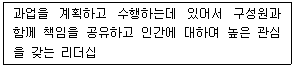 과업을 계획하고 수행하는데 있어서 구성원과
함께 책임을 공유하고 인간에 대하여 높은 관심
을 갖는 리더십